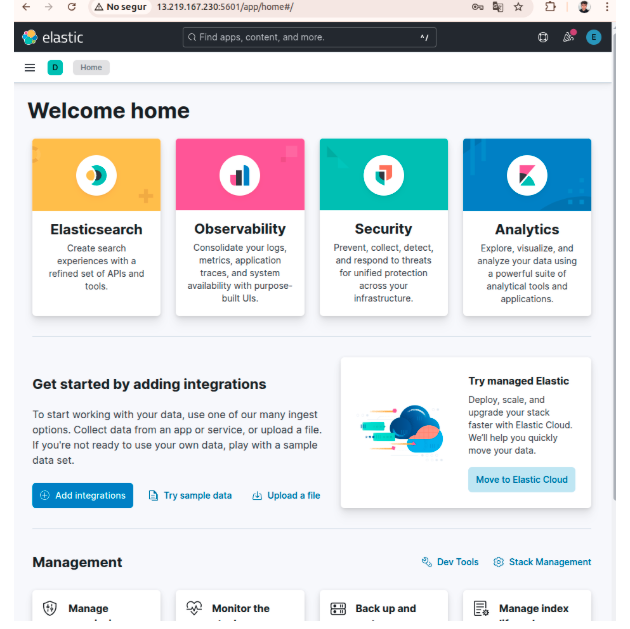 No segur
13.219.167.230:5601/app/home#/
elastic
Find apps, content, and more.
^/
E
D
Home
Welcome home
Elasticsearch
Create search
experiences with a
refined set of APIs and
tools.
Observability
Consolidate your logs,
metrics, application
traces, and system
availability with purpose-
built UIs.
Security
Prevent, collect, detect,
and respond to threats
for unified protection
across your
infrastructure.
Analytics
Explore, visualize, and
analyze your data using
a powerful suite of
analytical tools and
applications.
Get started by adding integrations
To start working with your data, use one of our many ingest
options. Collect data from an app or service, or upload a file.
If you're not ready to use your own data, play with a sample
data set.
Add integrations
Try sample data
Upload a file
Try managed Elastic
Deploy, scale, and
upgrade your stack
faster with Elastic Cloud.
We'll help you quickly
move your data.
Move to Elastic Cloud
Management
Dev Tools
Stack Management
Manage
Monitor the
Back up and
Manage index